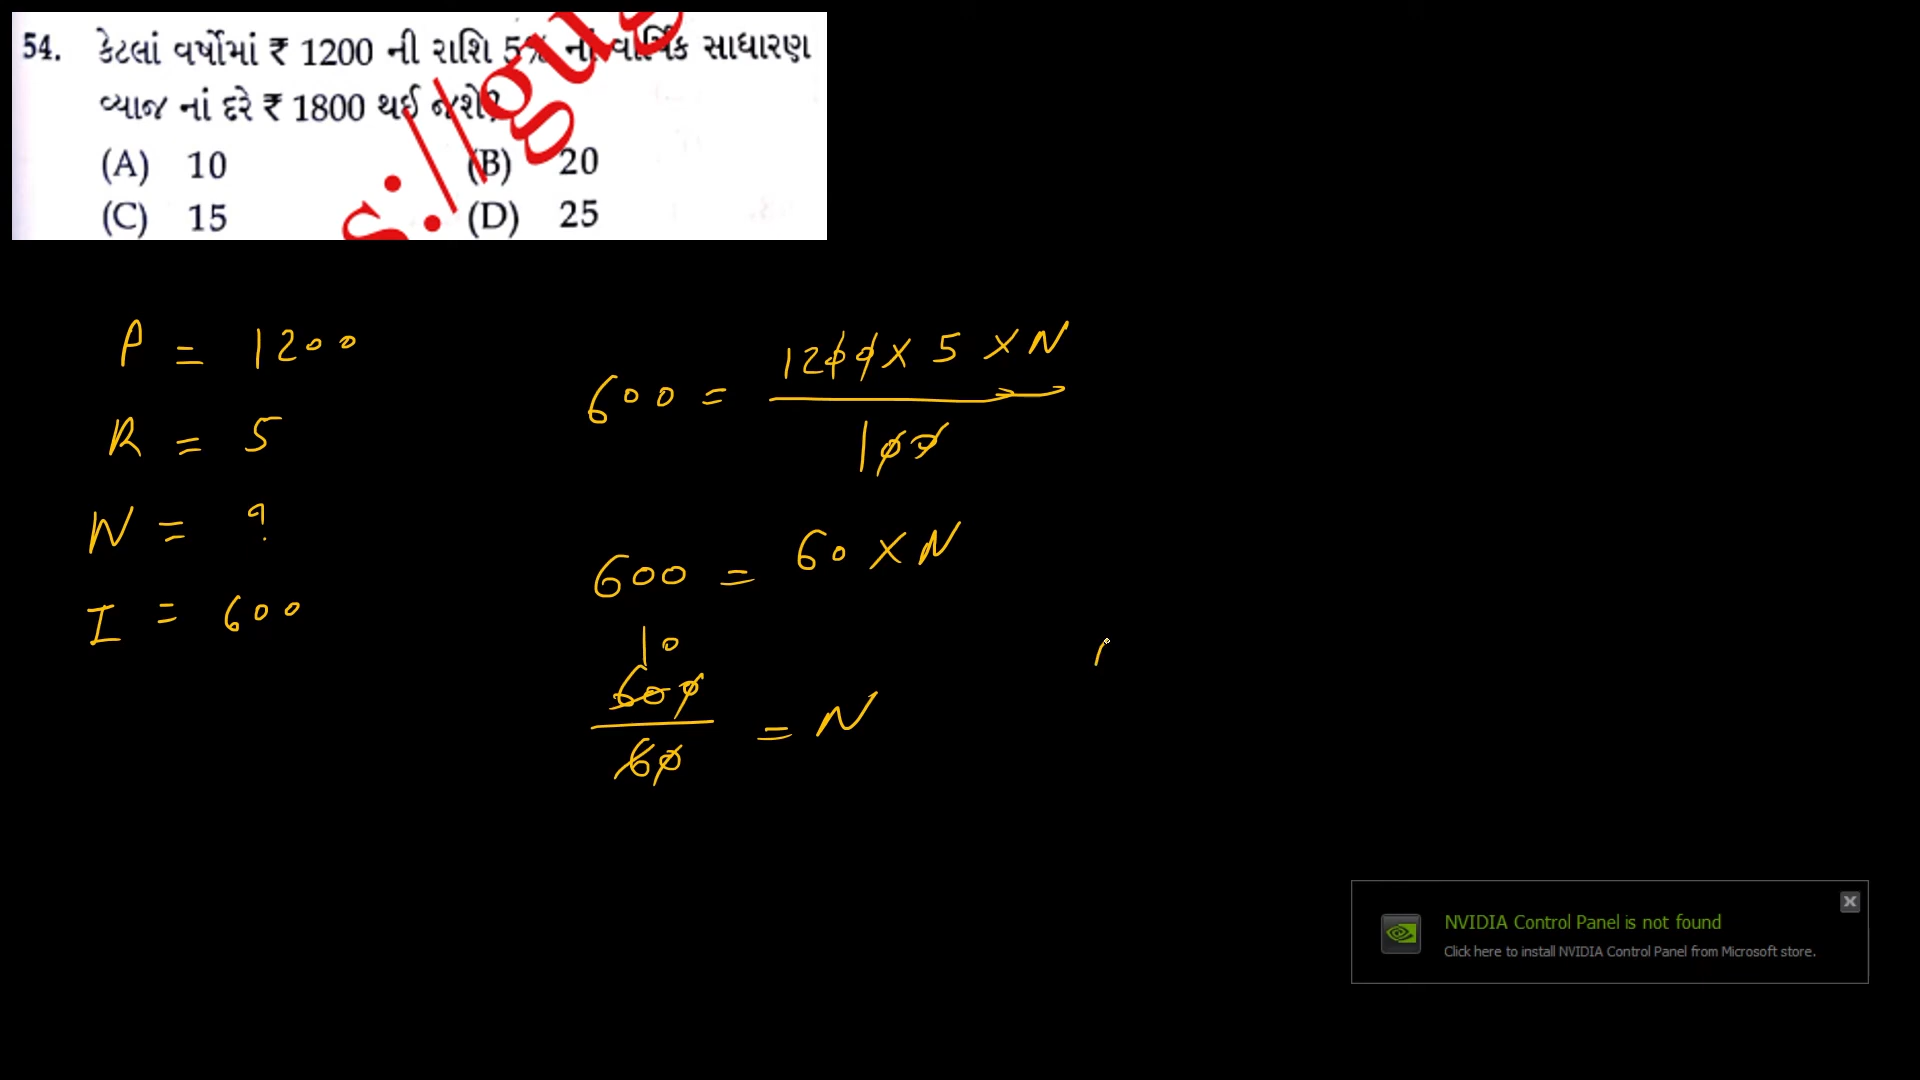 54. કેટલાં વર્ષોમાં ₹ 1200 ની રાશિ 5% નાં વાર્ષિક સાધારણ
વ્યાજ નાં દરે ₹ 1800 થઈ જશે?
(A) 10 (B) 20
(C) 15 (D) 25
s://gu
P = 1200
R = 5
N = ?
I = 600
600 = 1200 x 5 x N
100
600 = 60 x N
10
600
60
= N
NVIDIA Control Panel is not found
Click here to install NVIDIA Control Panel from Microsoft store.